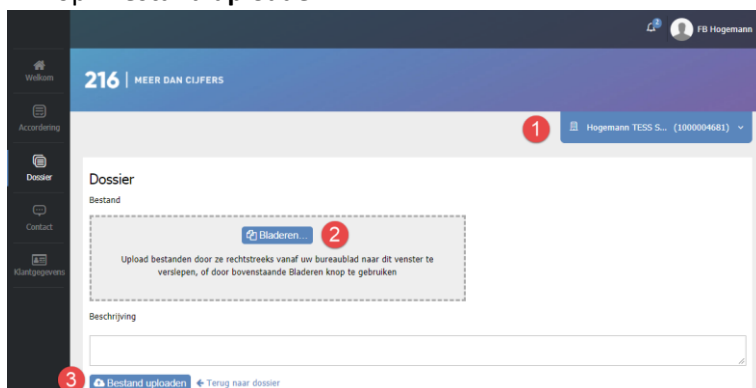 2
FB Hogemann
Welkom
216 | MEER DAN CIJFERS
Accordering
1
Hogemann TESS S... (1000004681)
Dossier
Dossier
Bestand
Contact
Bladeren...
2
Upload bestanden door ze rechtstreeks vanaf uw bureaublad naar dit venster te
verslepen, of door bovenstaande Bladeren knop te gebruiken
Klantgegevens
Beschrijving
3
Bestand uploaden
Terug naar dossier